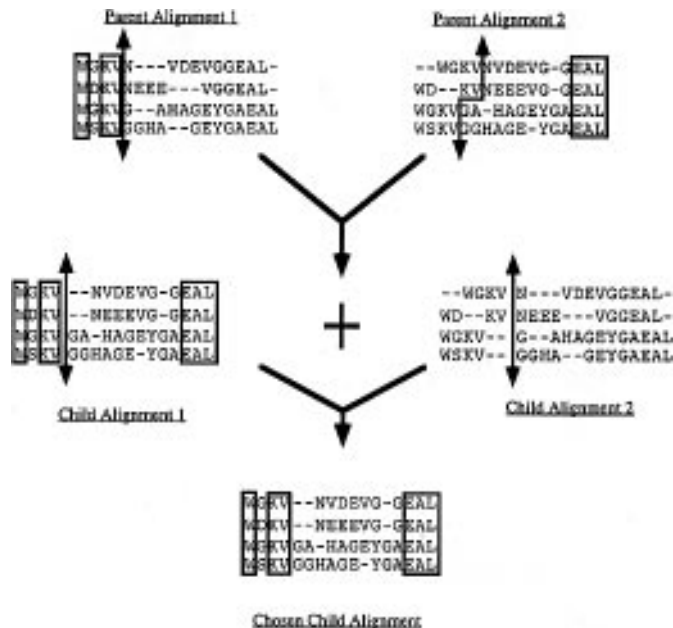 Parent Alignment 1
WGKVN---VDEVGGEAL-
WDKVNEEE---VGGEAL-
WGKVG--AHAGEYGAEAL
WSKVGGHA--GEYGAEAL
Parent Alignment 2
--WGKVNVDEVG-GEAL
WD--KVNEEEVG-GEAL
WGKVGA-HAGEYGAEAL
WSKVGGHAGE-YGAEAL
Child Alignment 1
WGKV--NVDEVG-GEAL
WDKV--NEEEVG-GEAL
WGKVGA-HAGEYGAEAL
WSKVGGHAGE-YGAEAL
+
Child Alignment 2
--WGKV N---VDEVGGEAL-
WD--KV NEEE---VGGEAL-
WGKV-- G--AHAGEYGAEAL
WSKV-- GGHA--GEYGAEAL
WGKV--NVDEVG-GEAL
WDKV--NEEEVG-GEAL
WGKVGA-HAGEYGAEAL
WSKVGGHAGE-YGAEAL
Chosen Child Alignment